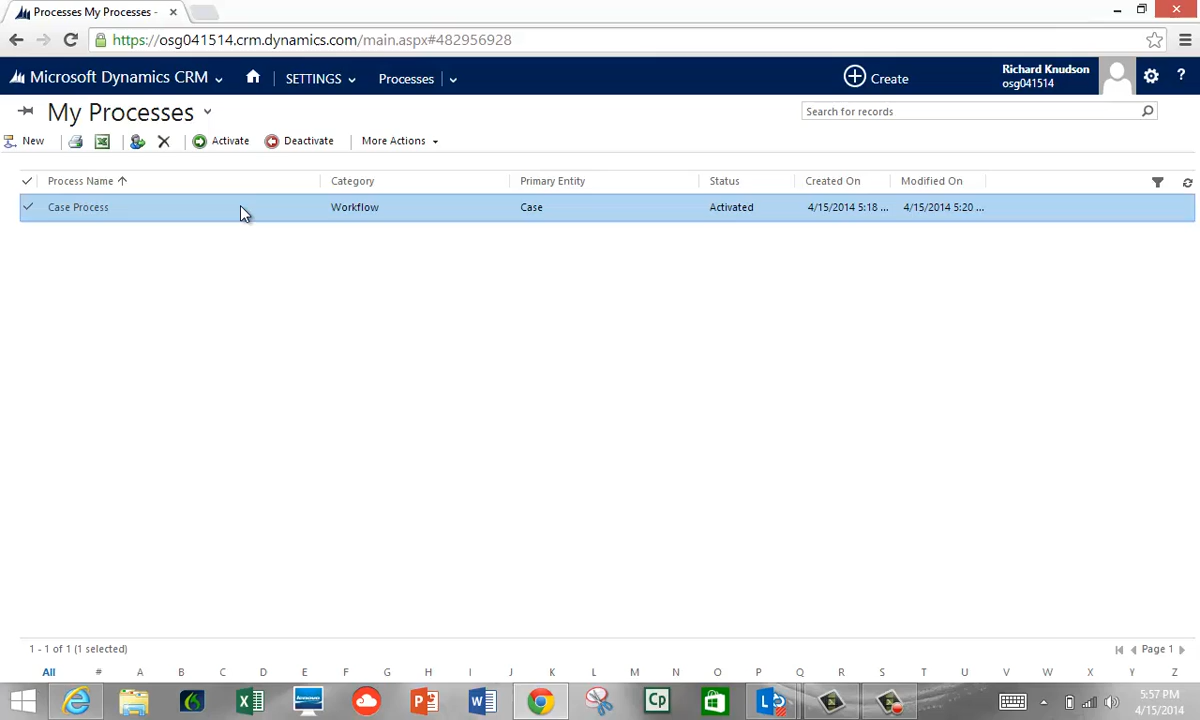 Processes My Processes -
https://osg041514.crm.dynamics.com/main.aspx#482956928
Microsoft Dynamics CRM SETTINGS Processes Create Richard Knudson
osg041514
?
My Processes
Search for records
New Activate Deactivate More Actions
Process Name Category Primary Entity Status Created On Modified On
Case Process Workflow Case Activated 4/15/2014 5:18 ... 4/15/2014 5:20 ...
1 - 1 of 1 (1 selected) Page 1
All # A B C D E F G H I J K L M N O P Q R S T U V W X Y Z
Cp
5:57 PM
4/15/2014